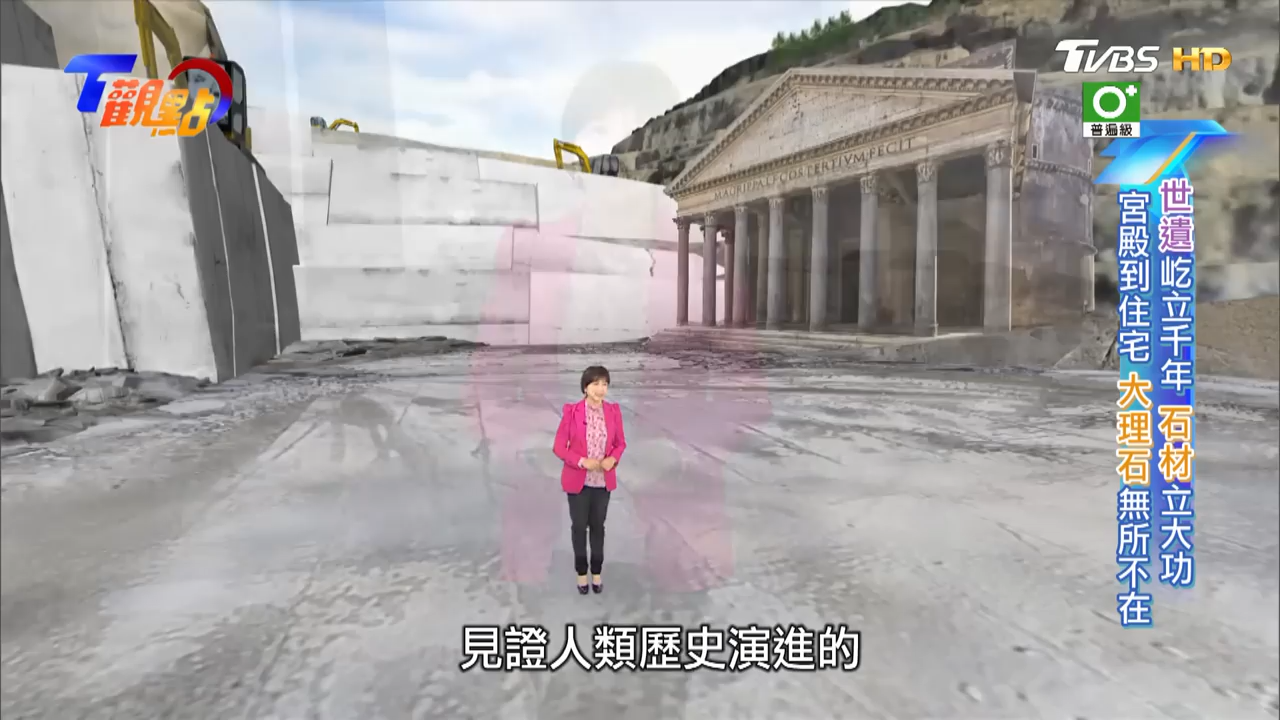 T觀點
TVBS HD
普遍級
世遺屹立千年 石材立大功
宮殿到住宅 大理石無所不在
M·AGRIPPA·L·F·COS·TERTIVM·FECIT
見證人類歷史演進的